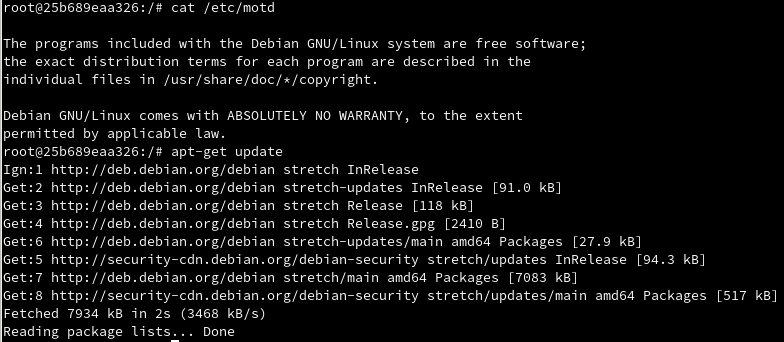 root@25b689eaa326:/# cat /etc/motd
The programs included with the Debian GNU/Linux system are free software;
the exact distribution terms for each program are described in the
individual files in /usr/share/doc/*/copyright.
Debian GNU/Linux comes with ABSOLUTELY NO WARRANTY, to the extent
permitted by applicable law.
root@25b689eaa326:/# apt-get update
Ign:1 http://deb.debian.org/debian stretch InRelease
Get:2 http://deb.debian.org/debian stretch-updates InRelease [91.0 kB]
Get:3 http://deb.debian.org/debian stretch Release [118 kB]
Get:4 http://deb.debian.org/debian stretch Release.gpg [2410 B]
Get:6 http://deb.debian.org/debian stretch-updates/main amd64 Packages [27.9 kB]
Get:5 http://security-cdn.debian.org/debian-security stretch/updates InRelease [94.3 kB]
Get:7 http://deb.debian.org/debian stretch/main amd64 Packages [7083 kB]
Get:8 http://security-cdn.debian.org/debian-security stretch/updates/main amd64 Packages [517 kB]
Fetched 7934 kB in 2s (3468 kB/s)
Reading package lists... Done